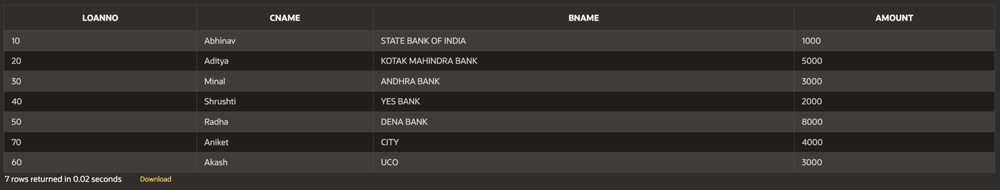 LOANNO CNAME BNAME AMOUNT
10 Abhinav STATE BANK OF INDIA 1000
20 Aditya KOTAK MAHINDRA BANK 5000
30 Minal ANDHRA BANK 3000
40 Shrushti YES BANK 2000
50 Radha DENA BANK 8000
70 Aniket CITY 4000
60 Akash UCO 3000
7 rows returned in 0.02 seconds Download